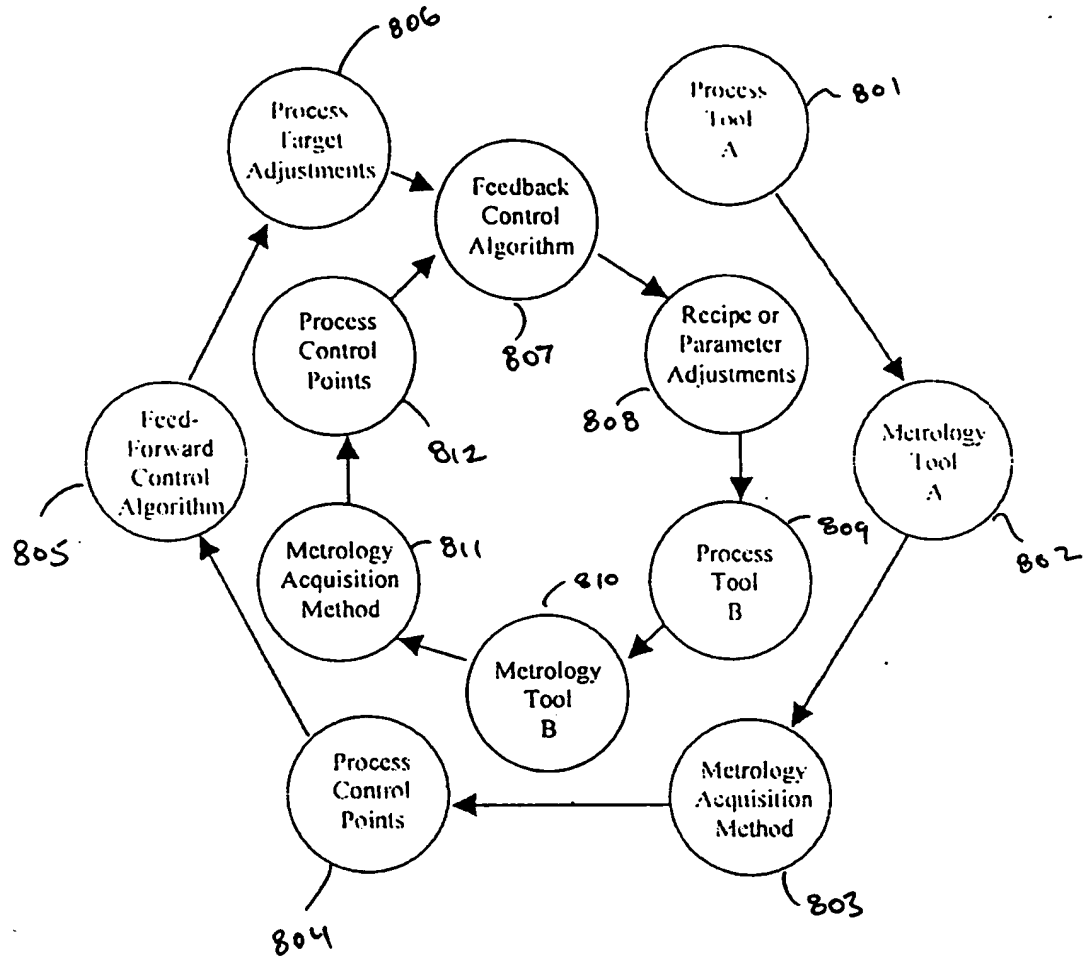 806
Process
Target
Adjustments
Process
Tool
A
801
Feedback
Control
Algorithm
807
Process
Control
Points
812
Recipe or
Parameter
Adjustments
808
Feed-
Forward
Control
Algorithm
805
Metrology
Tool
A
802
Metrology
Acquisition
Method
811
Process
Tool
B
809
810
Metrology
Tool
B
Process
Control
Points
804
Metrology
Acquisition
Method
803